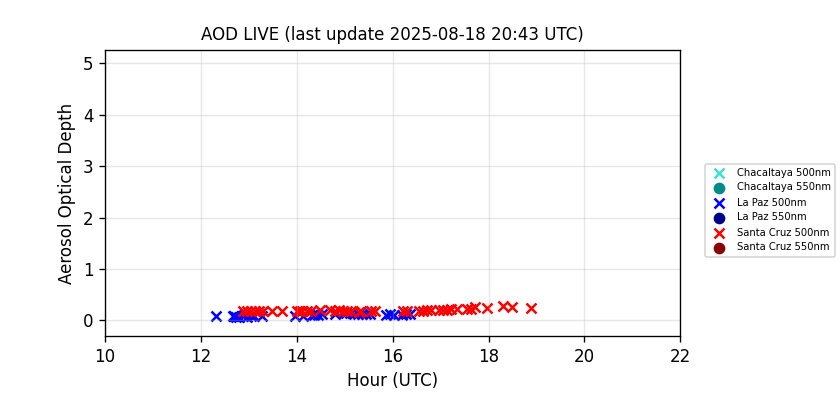 AOD LIVE (last update 2025-08-18 20:43 UTC)
Aerosol Optical Depth
5
4
3
2
1
0
10 12 14 16 18 20 22
Hour (UTC)
Chacaltaya 500nm
Chacaltaya 550nm
La Paz 500nm
La Paz 550nm
Santa Cruz 500nm
Santa Cruz 550nm